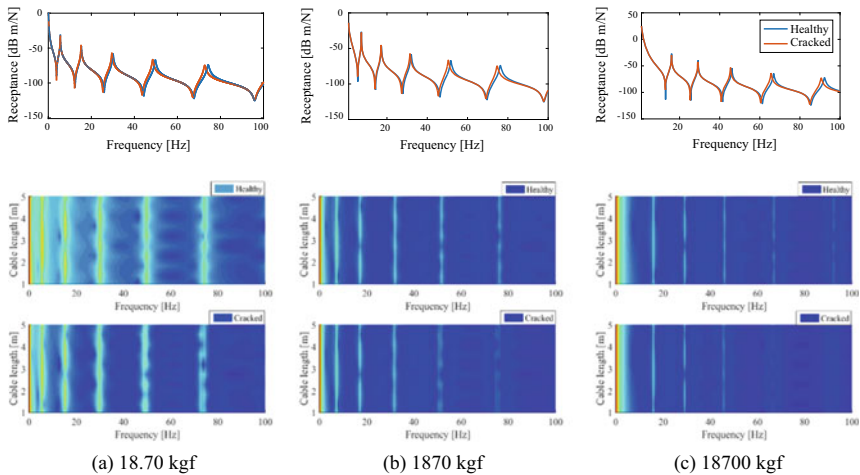 0
-50
-100
-150
Receptance [dB m/N]
0 20 40 60 80 100
Frequency [Hz]
0
-50
-100
-150
Receptance [dB m/N]
20 40 60 80 100
Frequency [Hz]
50
0
-50
-100
-150
Receptance [dB m/N]
20 40 60 80 100
Frequency [Hz]
Healthy
Cracked
Healthy
5
4
3
2
1
Cable length [m]
0 20 40 60 80 100
Frequency [Hz]
Healthy
5
4
3
2
1
Cable length [m]
0 20 40 60 80 100
Frequency [Hz]
Healthy
5
4
3
2
1
Cable length [m]
0 20 40 60 80 100
Frequency [Hz]
Cracked
5
4
3
2
1
Cable length [m]
0 20 40 60 80 100
Frequency [Hz]
Cracked
5
4
3
2
1
Cable length [m]
0 20 40 60 80 100
Frequency [Hz]
Cracked
5
4
3
2
1
Cable length [m]
0 20 40 60 80 100
Frequency [Hz]
(a) 18.70 kgf
(b) 1870 kgf
(c) 18700 kgf